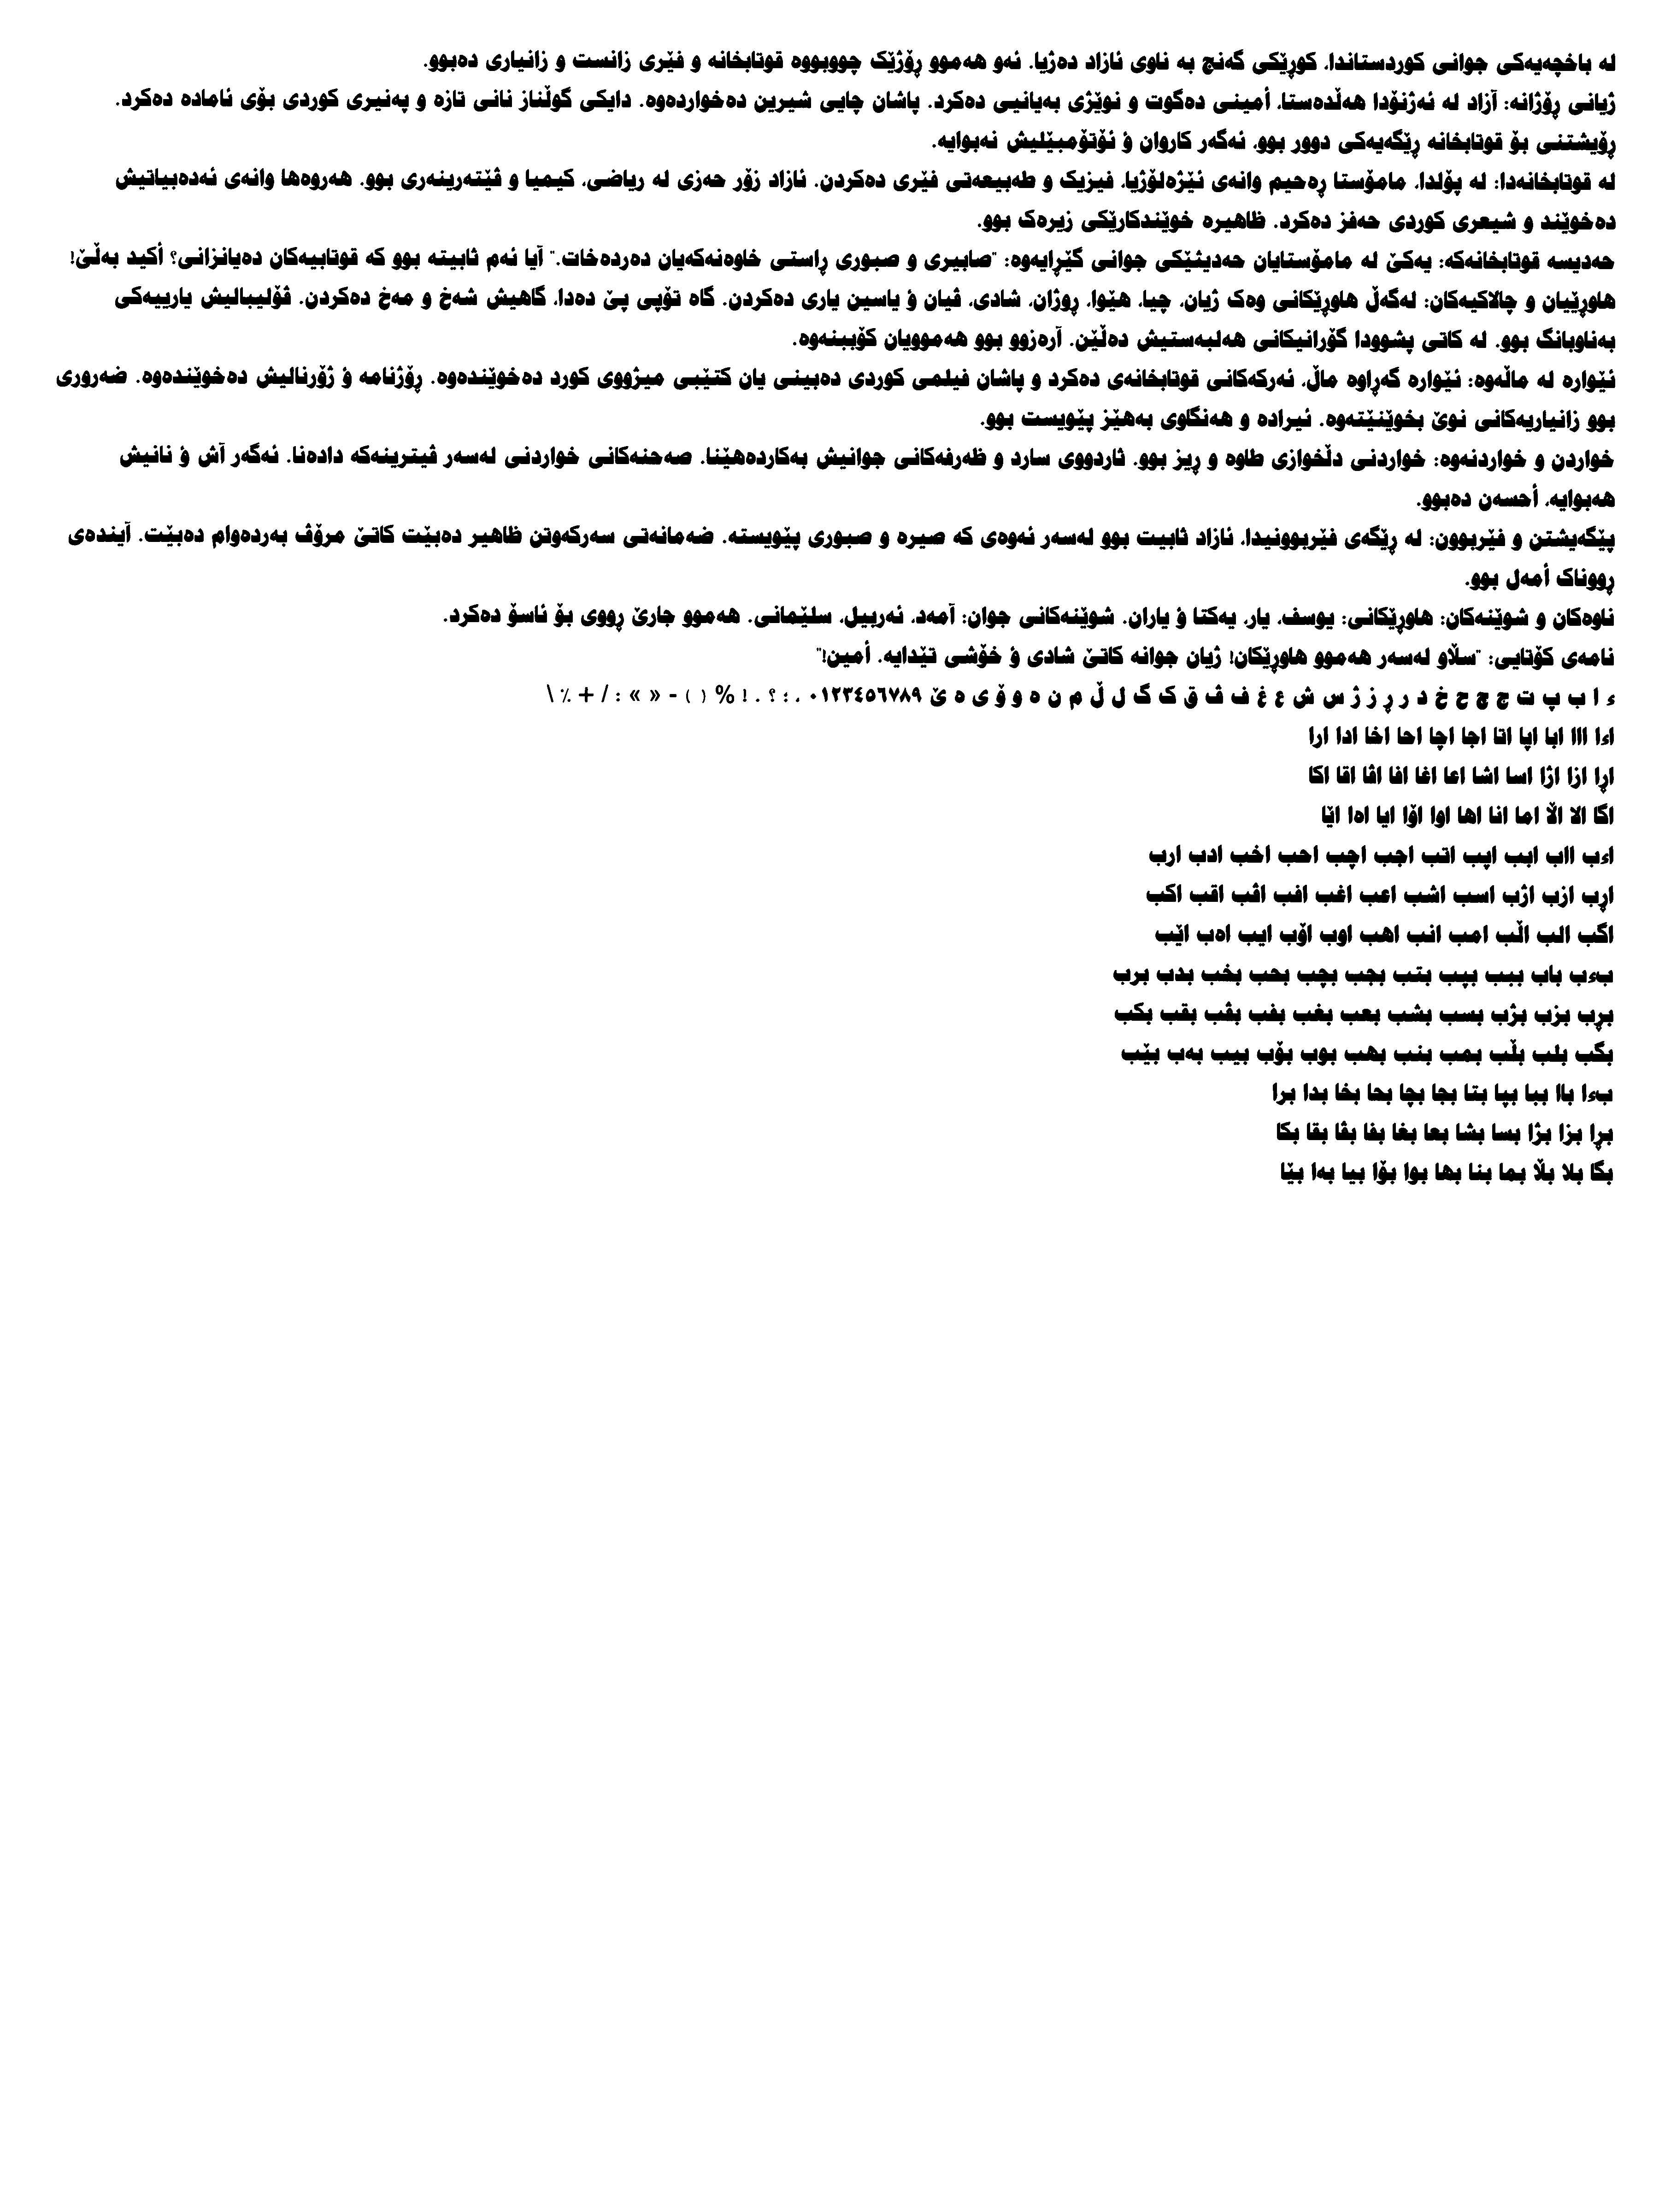 لە باخچەیەکی جوانی کوردستاندا، کوڕێکی گەنج بە ناوی ئازاد دەژیا. ئەو هەموو ڕۆژێک چووبووە قوتابخانە و فێری زانست و زانیاری دەبوو.
ژیانی ڕۆژانە: آزاد لە ئەژنۆدا هەڵدەستا، أمینی دەگوت و نوێژی بەیانیی دەکرد. پاشان چایی شیرین دەخواردەوە. دایکی گوڵناز نانی تازە و پەنیری کوردی بۆی ئامادە دەکرد.
ڕۆیشتنی بۆ قوتابخانە ڕێگەیەکی دوور بوو، ئەگەر کاروان ؤ ئۆتۆمبێلیش نەبوایە.
لە قوتابخانەدا: لە پۆلدا، مامۆستا ڕەحیم وانەی ئێژەلۆژیا، فیزیک و طەبیعەتی فێری دەکردن. ئازاد زۆر حەزی لە ریاضی، کیمیا و ڤێتەرینەری بوو. هەروەها وانەی ئەدەبیاتیش
دەخوێند و شیعری کوردی حەفز دەکرد. ظاهیرە خوێندکارێکی زیرەک بوو.
حەدیسە قوتابخانەکە: یەکێ لە مامۆستایان حەدیثێکی جوانی گێڕایەوە: "صابیری و صبوری ڕاستی خاوەنەکەیان دەردەخات." آیا ئەم ثابیتە بوو کە قوتابیەکان دەیانزانی؟ أکید بەڵێ!
هاوڕێیان و چالاکیەکان: لەگەڵ هاوڕێکانی وەک ژیان، چیا، هێوا، ڕوژان، شادی، ڤیان ؤ یاسین یاری دەکردن. گاە تۆپی پێ دەدا، گاهیش شەخ و مەخ دەکردن. ڤۆلیبالیش یارییەکی
بەناوبانگ بوو. لە کاتی پشوودا گۆرانیکانی هەلبەستیش دەڵێن. آرەزوو بوو هەموویان کۆببنەوە.
ئێوارە لە ماڵەوە: ئێوارە گەڕاوە ماڵ، ئەرکەکانی قوتابخانەی دەکرد و پاشان فیلمی کوردی دەبینی یان کتێبی میژووی کورد دەخوێندەوە. ڕۆژنامە ؤ ژۆرنالیش دەخوێندەوە. ضەروری
بوو زانیاریەکانی نوێ بخوێنێتەوە. ئیرادە و هەنگاوی بەهێز پێویست بوو.
خواردن و خواردنەوە: خواردنی دڵخوازی طاوە و ڕیز بوو. ئاردووی سارد و ظەرفەکانی جوانیش بەکاردەهێنا. صەحنەکانی خواردنی لەسەر ڤیترینەکە دادەنا. ئەگەر آش ؤ نانیش
هەبوایە، أحسەن دەبوو.
پێگەیشتن و فێربوون: لە ڕێگەی فێربوونیدا، ئازاد ثابیت بوو لەسەر ئەوەی کە صیرە و صبوری پێویستە. ضەمانەتی سەرکەوتن ظاهیر دەبێت کاتێ مرۆڤ بەردەوام دەبێت. آیندەی
ڕووناک أمەل بوو.
ناوەکان و شوێنەکان: هاوڕێکانی: یوسف، یار، یەکتا ؤ یاران. شوێنەکانی جوان: آمەد، ئەربیل، سلێمانی. هەموو جارێ ڕووی بۆ ئاسۆ دەکرد.
نامەی کۆتایی: "سڵاو لەسەر هەموو هاوڕێکان! ژیان جوانە کاتێ شادی ؤ خۆشی تێدایە. أمین!"
ء ا ب پ ت ج چ ح خ د ر ڕ ز ژ س ش ع غ ف ڤ ق ک گ ل ڵ م ن ه و ۆ ی ە ێ ٠١٢٣٤٥٦٧٨٩ ، ؛ ؟ . ! % ( ) - « » : / + ٪ \
اءا ااا ابا اپا اتا اجا اچا احا اخا ادا ارا
اڕا ازا اژا اسا اشا اعا اغا افا اڤا اقا اکا
اگا الا اڵا اما انا اها اوا اۆا ایا اەا اێا
اءب ااب ابب اپب اتب اجب اچب احب اخب ادب ارب
اڕب ازب اژب اسب اشب اعب اغب افب اڤب اقب اکب
اگب الب اڵب امب انب اهب اوب اۆب ایب اەب اێب
بءب باب ببب بپب بتب بجب بچب بحب بخب بدب برب
بڕب بزب بژب بسب بشب بعب بغب بفب بڤب بقب بکب
بگب بلب بڵب بمب بنب بهب بوب بۆب بیب بەب بێب
بءا باا ببا بپا بتا بجا بچا بحا بخا بدا برا
بڕا بزا بژا بسا بشا بعا بغا بفا بڤا بقا بکا
بگا بلا بڵا بما بنا بها بوا بۆا بیا بەا بێا